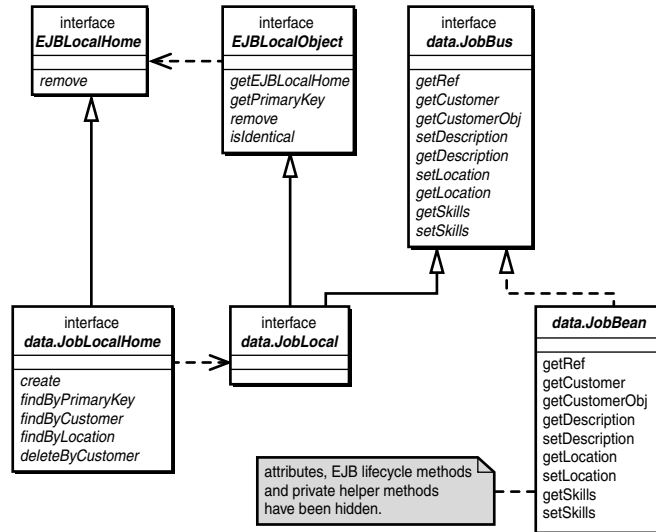 interface
EJBLocalHome
remove
interface
EJBLocalObject
getEJBLocalHome
getPrimaryKey
remove
isIdentical
interface
data.JobBus
getRef
getCustomer
getCustomerObj
setDescription
getDescription
setLocation
getLocation
getSkills
setSkills
interface
data.JobLocalHome
create
findByPrimaryKey
findByCustomer
findByLocation
deleteByCustomer
interface
data.JobLocal
data.JobBean
getRef
getCustomer
getCustomerObj
getDescription
setDescription
getLocation
setLocation
getSkills
setSkills
attributes, EJB lifecycle methods
and private helper methods
have been hidden.